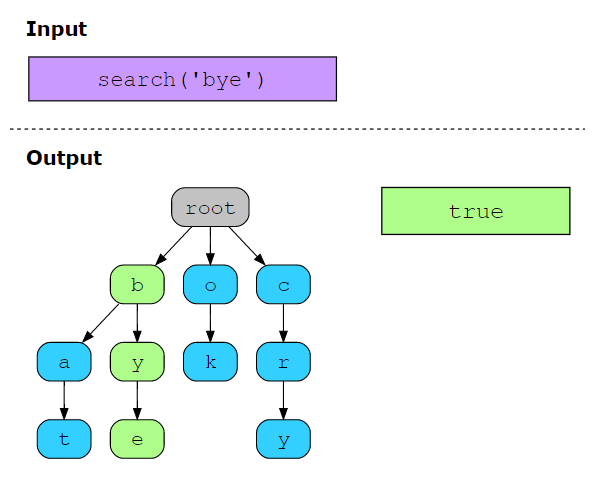 Input
search('bye')
Output
root
true
b
o
c
a
y
k
r
t
e
y